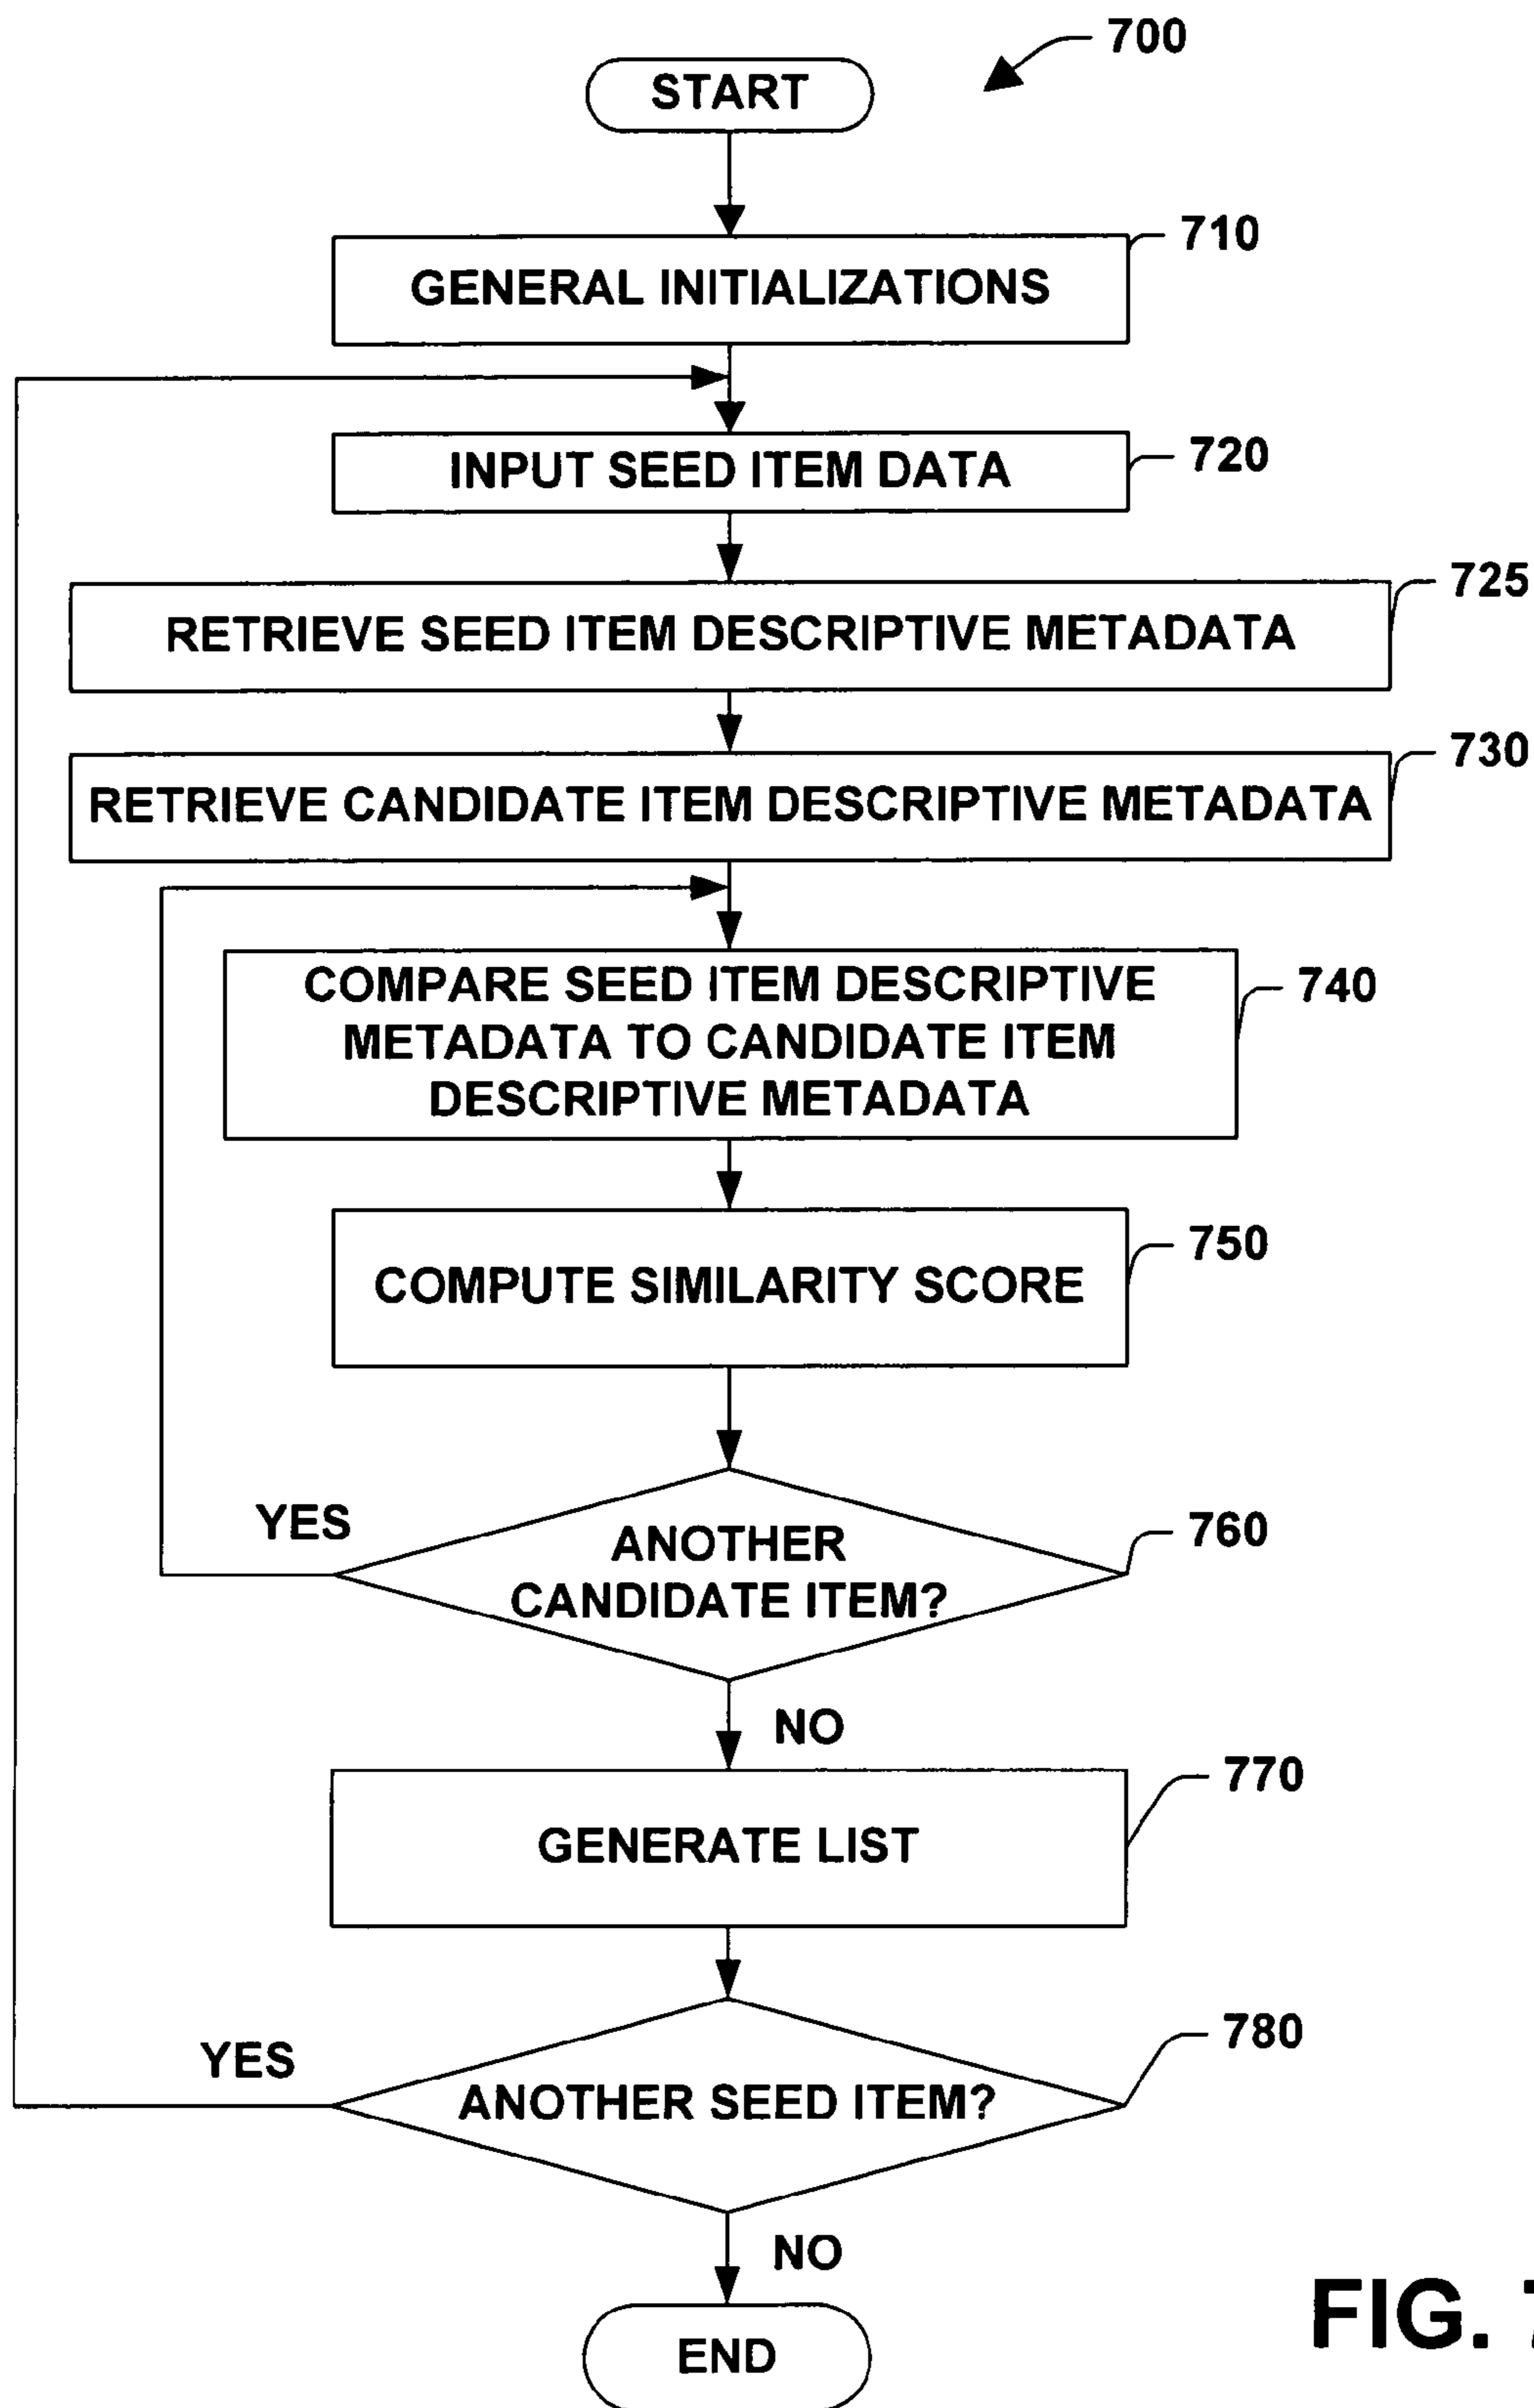 700
START
710
GENERAL INITIALIZATIONS
720
INPUT SEED ITEM DATA
725
RETRIEVE SEED ITEM DESCRIPTIVE METADATA
730
RETRIEVE CANDIDATE ITEM DESCRIPTIVE METADATA
740
COMPARE SEED ITEM DESCRIPTIVE
METADATA TO CANDIDATE ITEM
DESCRIPTIVE METADATA
750
COMPUTE SIMILARITY SCORE
YES
760
ANOTHER
CANDIDATE ITEM?
NO
770
GENERATE LIST
780
YES
ANOTHER SEED ITEM?
NO
END
FIG. 7